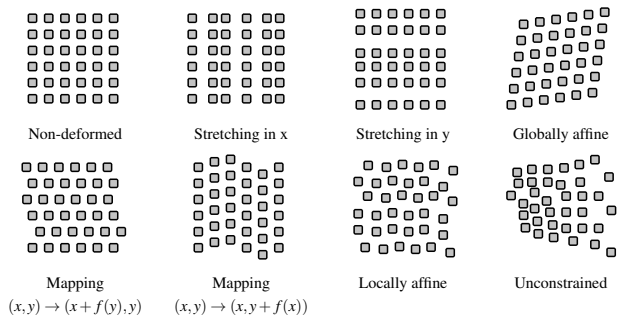 Non-deformed
Stretching in x
Stretching in y
Globally affine
Mapping
(x,y) → (x+f(y),y)
Mapping
(x,y) → (x,y+f(x))
Locally affine
Unconstrained